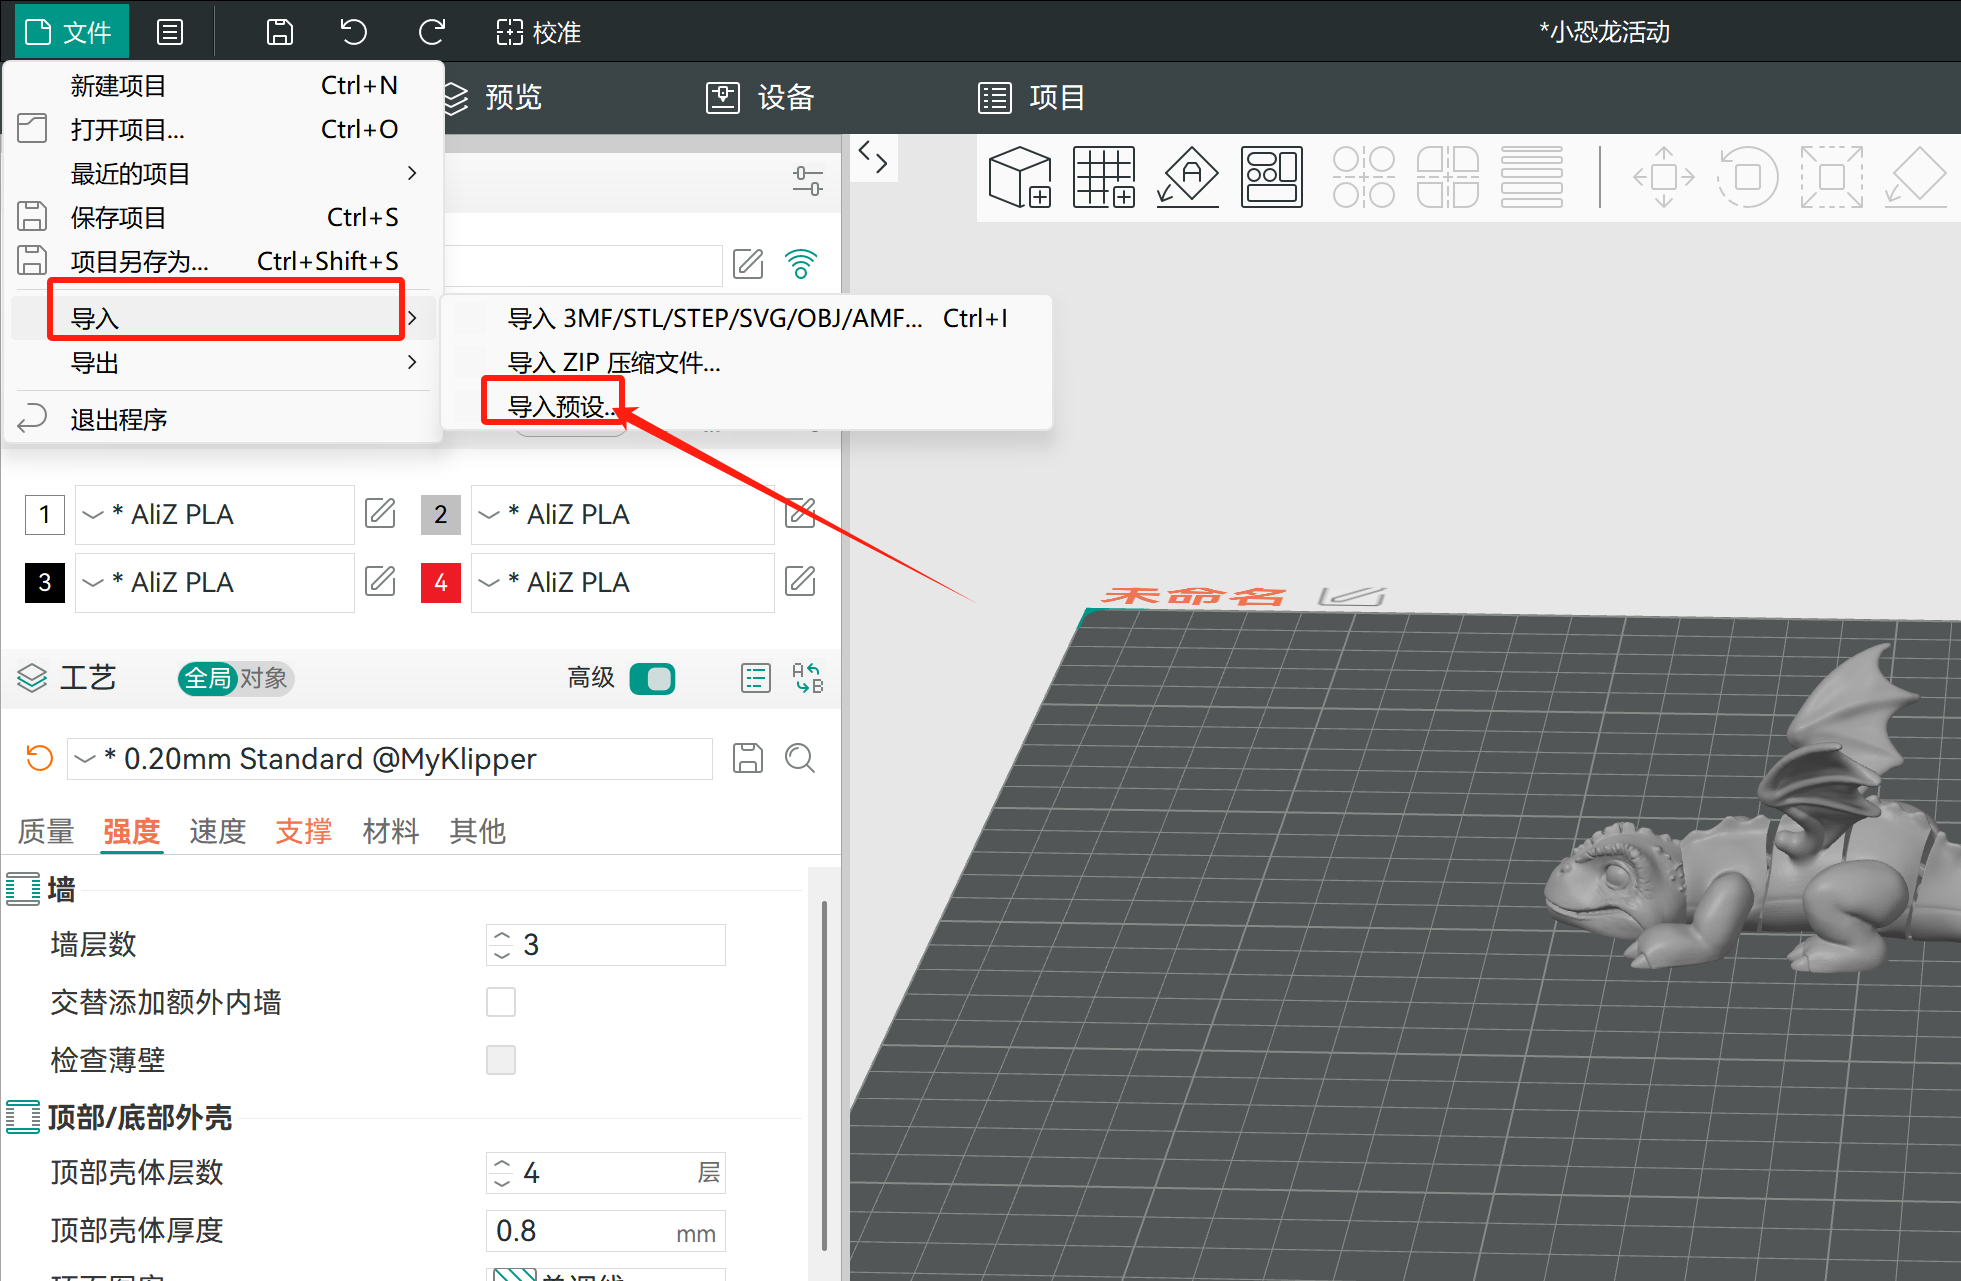 文件
校准
*小恐龙活动
新建项目 Ctrl+N
打开项目... Ctrl+O
最近的项目
保存项目 Ctrl+S
项目另存为... Ctrl+Shift+S
导入
导出
退出程序
预览
设备
项目
导入 3MF/STL/STEP/SVG/OBJ/AMF... Ctrl+I
导入 ZIP 压缩文件...
导入预设..
1 * AliZ PLA
2 * AliZ PLA
3 * AliZ PLA
4 * AliZ PLA
未命名
工艺 全局 对象 高级
* 0.20mm Standard @MyKlipper
质量 强度 速度 支撑 材料 其他
墙
墙层数 3
交替添加额外内墙
检查薄壁
顶部/底部外壳
顶部壳体层数 4 层
顶部壳体厚度 0.8 mm